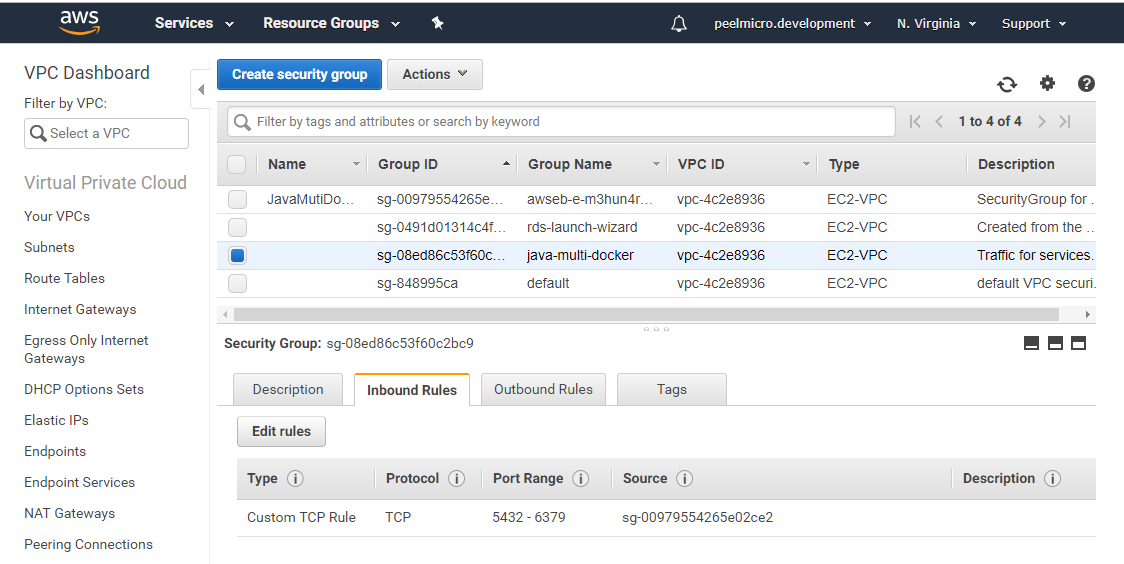 aws Services Resource Groups peelmicro.development N. Virginia Support
VPC Dashboard
Filter by VPC:
Select a VPC
Virtual Private Cloud
Your VPCs
Subnets
Route Tables
Internet Gateways
Egress Only Internet
Gateways
DHCP Options Sets
Elastic IPs
Endpoints
Endpoint Services
NAT Gateways
Peering Connections
Create security group Actions
Filter by tags and attributes or search by keyword 1 to 4 of 4
Name Group ID Group Name VPC ID Type Description
JavaMutiDo... sg-00979554265e... awseb-e-m3hun4r... vpc-4c2e8936 EC2-VPC SecurityGroup for ...
sg-0491d01314c4f... rds-launch-wizard vpc-4c2e8936 EC2-VPC Created from the ...
sg-08ed86c53f60c... java-multi-docker vpc-4c2e8936 EC2-VPC Traffic for services...
sg-848995ca default vpc-4c2e8936 EC2-VPC default VPC securi...
Security Group: sg-08ed86c53f60c2bc9
Description Inbound Rules Outbound Rules Tags
Edit rules
Type Protocol Port Range Source Description
Custom TCP Rule TCP 5432 - 6379 sg-00979554265e02ce2